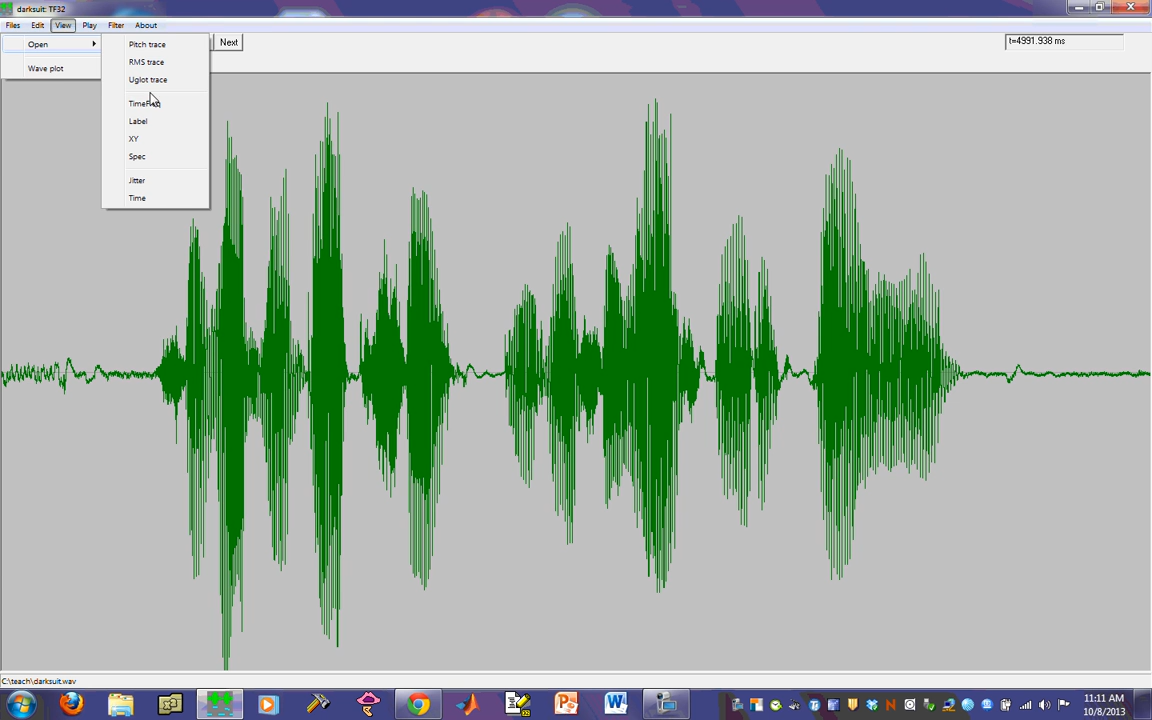 darksuit: TF32
Files Edit View Play Filter About
Open
Pitch trace
Next
t=4991.938 ms
RMS trace
Wave plot
Uglot trace
Label
XY
Spec
Jitter
Time
C:\teach\darksuit.wav
11:11 AM
10/8/2013